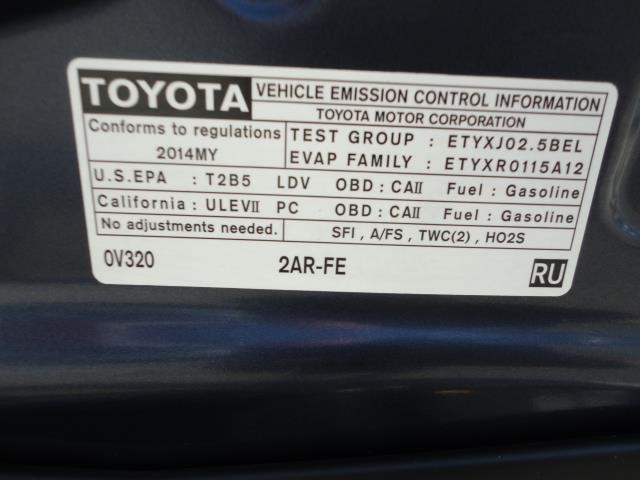 TOYOTA VEHICLE EMISSION CONTROL INFORMATION
TOYOTA MOTOR CORPORATION
Conforms to regulations
2014MY
TEST GROUP : ETYXJ02.5BEL
EVAP FAMILY : ETYXR0115A12
U.S.EPA : T2B5 LDV OBD : CAII Fuel : Gasoline
California : ULEVII PC OBD : CAII Fuel : Gasoline
No adjustments needed. SFI , A/FS , TWC(2) , HO2S
0V320 2AR-FE RU